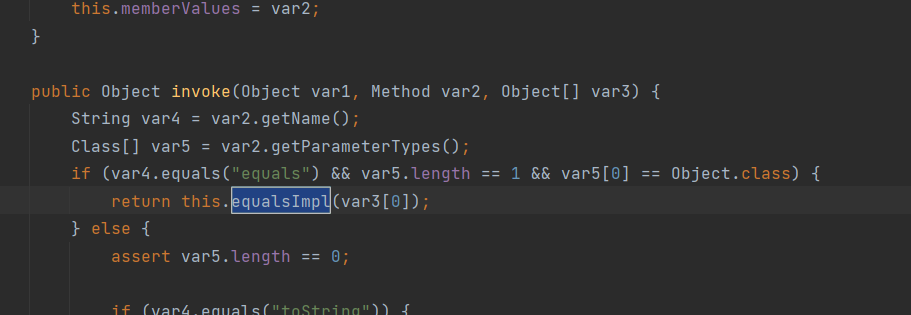 this.memberValues = var2;
}
public Object invoke(Object var1, Method var2, Object[] var3) {
String var4 = var2.getName();
Class[] var5 = var2.getParameterTypes();
if (var4.equals("equals") && var5.length == 1 && var5[0] == Object.class) {
return this.equalsImpl(var3[0]);
} else {
assert var5.length == 0;
if (var4.equals("toString")) {